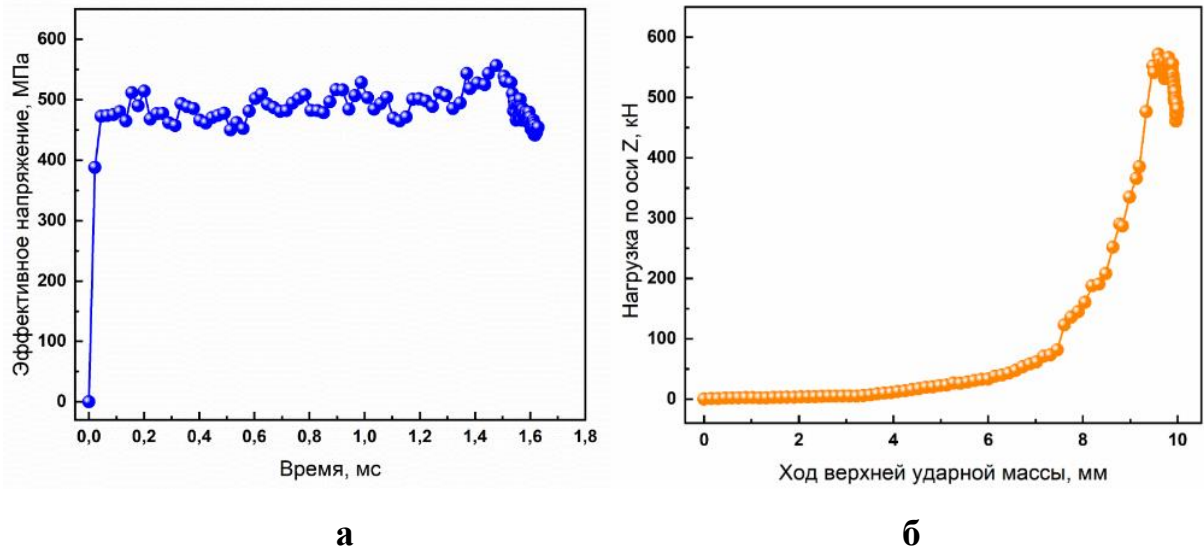 Эффективное напряжение, МПа
600
500
400
300
200
100
0
0,0 0,2 0,4 0,6 0,8 1,0 1,2 1,4 1,6 1,8
Время, мс
а
Нагрузка по оси Z, кН
600
500
400
300
200
100
0
0 2 4 6 8 10
Ход верхней ударной массы, мм
б